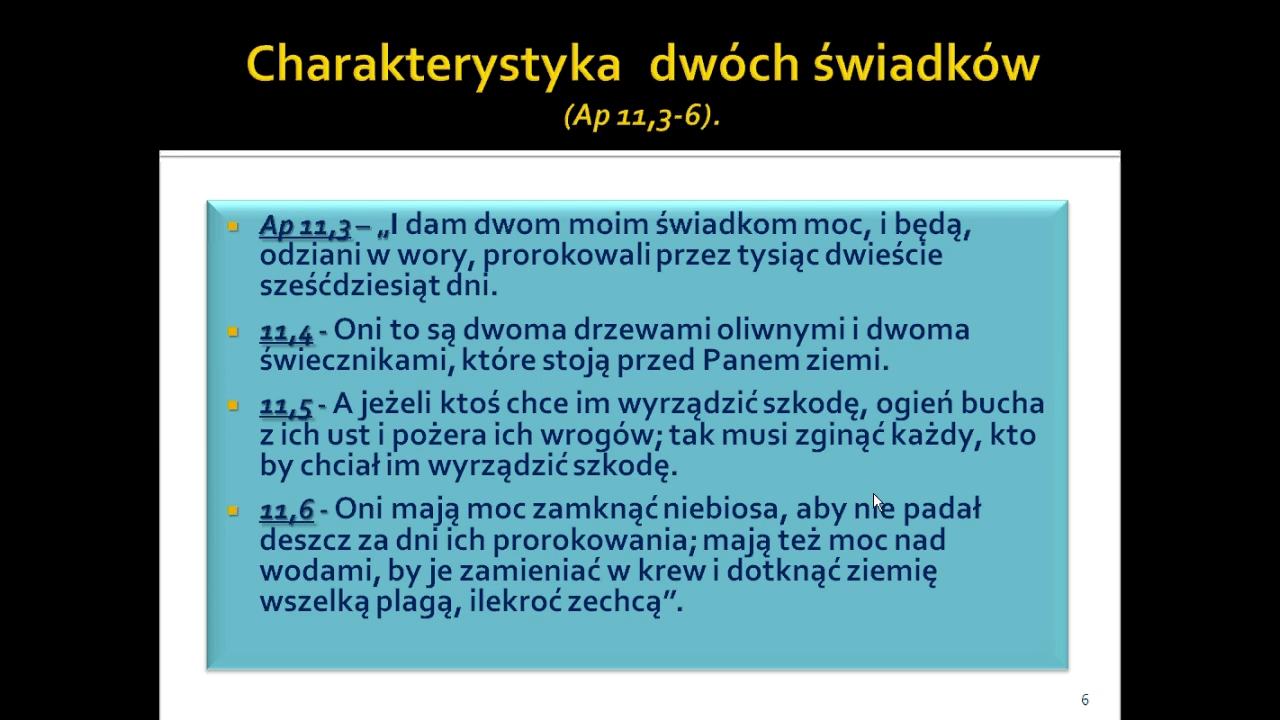 Charakterystyka dwóch świadków
(Ap 11,3-6).
Ap 11,3 – „I dam dwom moim świadkom moc, i będą,
odziani w wory, prorokowali przez tysiąc dwieście
sześćdziesiąt dni.
11,4 - Oni to są dwoma drzewami oliwnymi i dwoma
świecznikami, które stoją przed Panem ziemi.
11,5 - A jeżeli ktoś chce im wyrządzić szkodę, ogień bucha
z ich ust i pożera ich wrogów; tak musi zginąć każdy, kto
by chciał im wyrządzić szkodę.
11,6 - Oni mają moc zamknąć niebiosa, aby nie padał
deszcz za dni ich prorokowania; mają też moc nad
wodami, by je zamieniać w krew i dotknąć ziemię
wszelką plagą, ilekroć zechcą”.
6